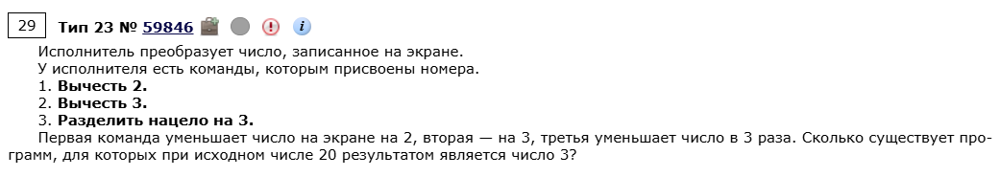 29 Тип 23 № 59846 i
Исполнитель преобразует число, записанное на экране.
У исполнителя есть команды, которым присвоены номера.
1. Вычесть 2.
2. Вычесть 3.
3. Разделить нацело на 3.
Первая команда уменьшает число на экране на 2, вторая — на 3, третья уменьшает число в 3 раза. Сколько существует про-
грамм, для которых при исходном числе 20 результатом является число 3?